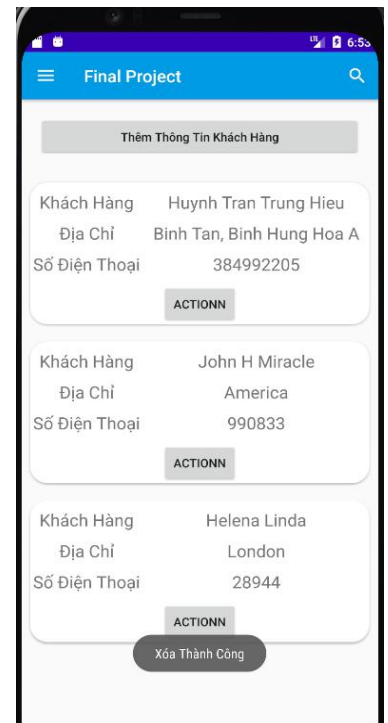 LTE 6:53
Final Project
Thêm Thông Tin Khách Hàng
Khách Hàng Huynh Tran Trung Hieu
Địa Chỉ Binh Tan, Binh Hung Hoa A
Số Điện Thoại 384992205
ACTIONN
Khách Hàng John H Miracle
Địa Chỉ America
Số Điện Thoại 990833
ACTIONN
Khách Hàng Helena Linda
Địa Chỉ London
Số Điện Thoại 28944
ACTIONN
Xóa Thành Công